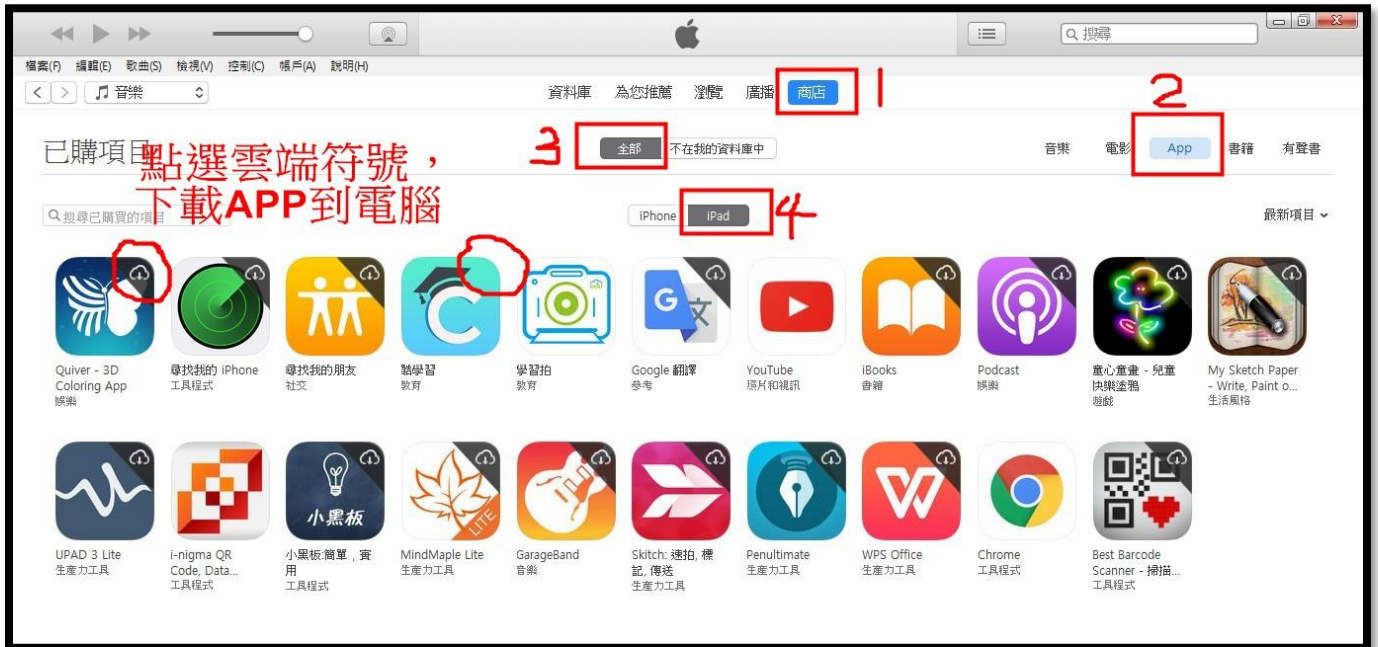 搜尋
檔案(F) 編輯(E) 歌曲(S) 檢視(V) 控制(C) 帳戶(A) 說明(H)
音樂
資料庫 為您推薦 瀏覽 廣播 商店
1
2
已購項目
3
全部 不在我的資料庫中
音樂 電影 App 書籍 有聲書
點選雲端符號，
下載APP到電腦
搜尋已購買的項目
iPhone iPad
4
最新項目
G 文
Quiver - 3D
Coloring App
娛樂
尋找我的 iPhone
工具程式
尋找我的朋友
社交
酷學習
教育
學習拍
教育
Google 翻譯
參考
YouTube
照片和視訊
iBooks
書籍
Podcast
娛樂
童心童畫 - 兒童
快樂塗鴉
遊戲
My Sketch Paper
- Write, Paint o...
生活風格
小黑板
LITE
UPAD 3 Lite
生產力工具
i-nigma QR
Code, Data...
工具程式
小黑板:簡單，實
用
工具程式
MindMaple Lite
生產力工具
GarageBand
音樂
Skitch: 速拍, 標
記, 傳送
生產力工具
Penultimate
生產力工具
WPS Office
生產力工具
Chrome
工具程式
Best Barcode
Scanner - 掃描...
工具程式